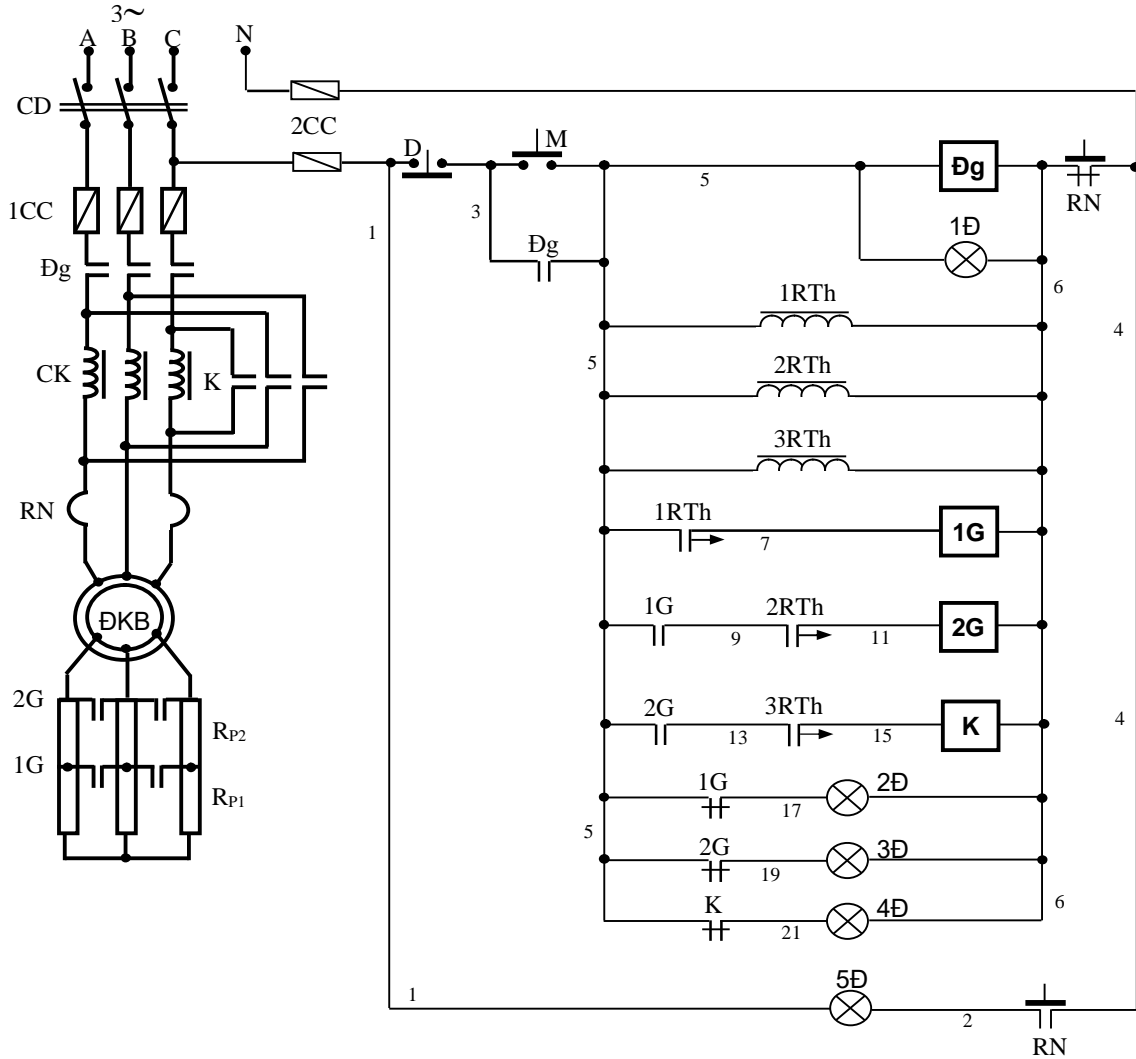 3~
A B C N
CD
2CC
D M Đg
RN
1CC 3 5
1 1Đ
Đg Đg
6
1RTh
4
CK K 5
2RTh
3RTh
RN 1RTh
7 1G
ĐKB 1G 2RTh
9 11 2G
2G 2G 3RTh
RP2 13 15 K 4
1G 1G 2Đ
RP1 17
5 2G 3Đ
19
K 4Đ 6
21
5Đ
1 2
RN